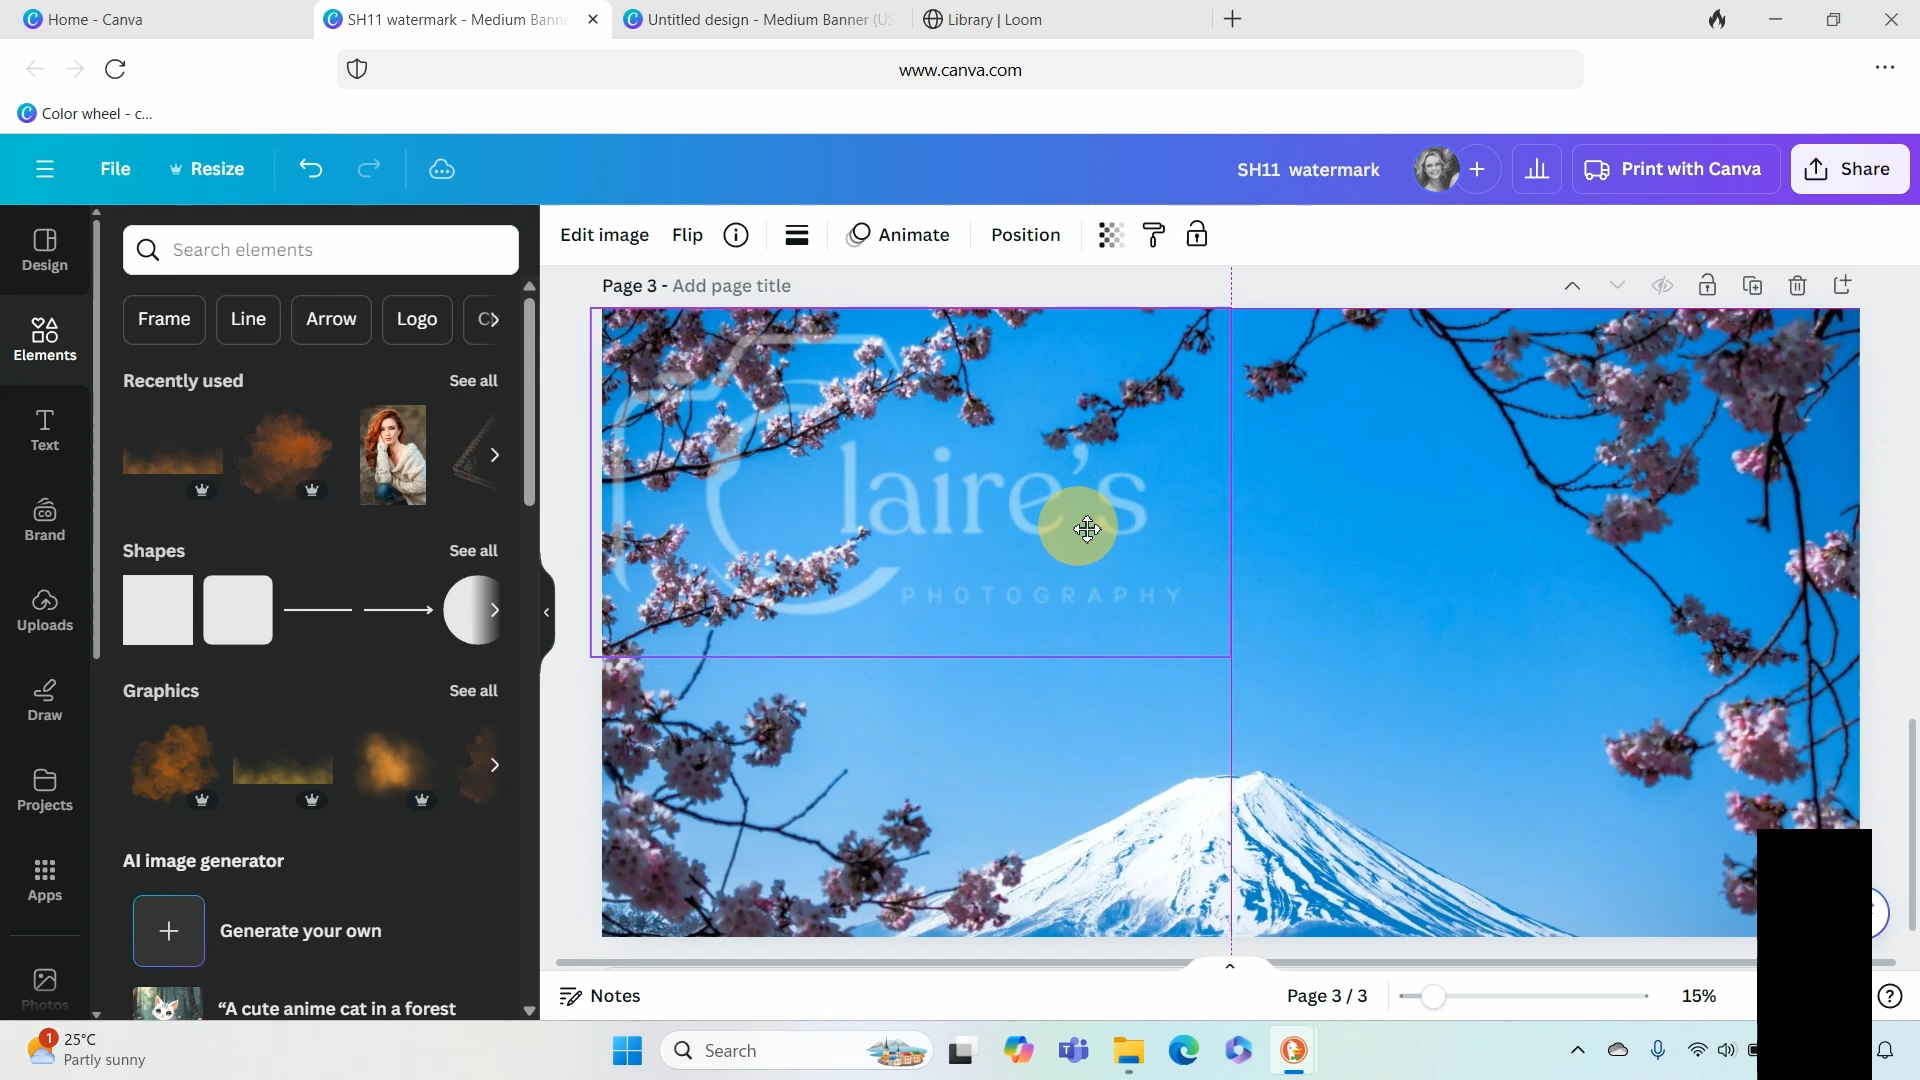 Home - Canva
SH11 watermark - Medium Banne
Untitled design - Medium Banner (US
Library | Loom
www.canva.com
Color wheel - c...
File
Resize
SH11 watermark
Print with Canva
Share
Design
Elements
Text
Brand
Uploads
Draw
Projects
Apps
Photos
Search elements
Frame
Line
Arrow
Logo
Recently used
See all
Shapes
See all
Graphics
See all
AI image generator
Generate your own
“A cute anime cat in a forest
Edit image
Flip
Animate
Position
Page 3 - Add page title
Claire's
PHOTOGRAPHY
Notes
Page 3 / 3
15%
1
25°C
Partly sunny
Search